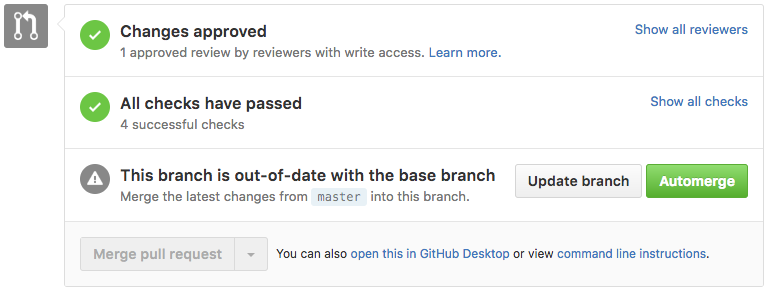 Changes approved
Show all reviewers
1 approved review by reviewers with write access. Learn more.
All checks have passed
Show all checks
4 successful checks
This branch is out-of-date with the base branch
Update branch
Automerge
Merge the latest changes from master into this branch.
Merge pull request
You can also open this in GitHub Desktop or view command line instructions.